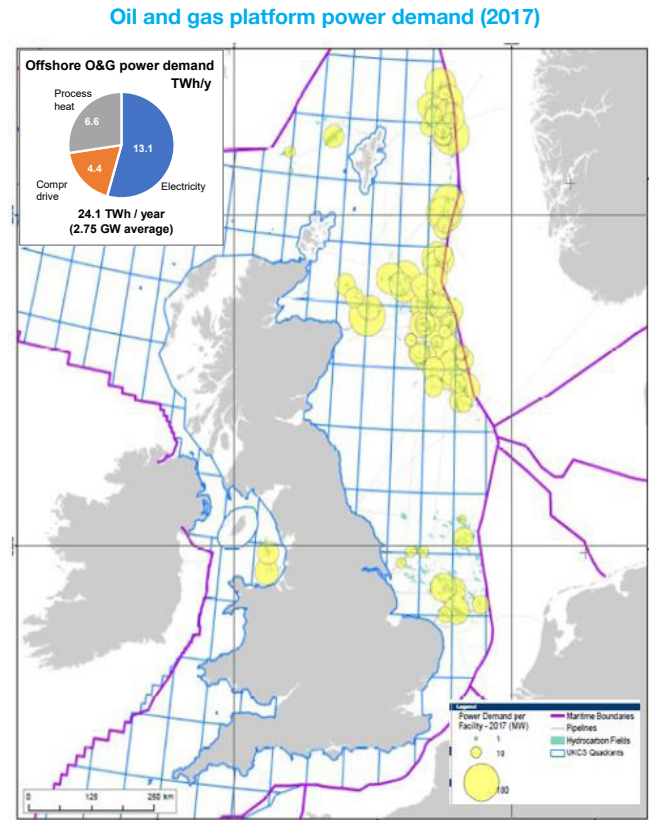 Oil and gas platform power demand (2017)
Offshore O&G power demand
TWh/y
Process
heat
6.6
13.1
4.4
Compr
drive
Electricity
24.1 TWh / year
(2.75 GW average)
Legend
Power Demand per
Facility - 2017 (MW)
1
10
100
Maritime Boundaries
Pipelines
Hydrocarbon Fields
UKCS Quadrants
0 125 250 km